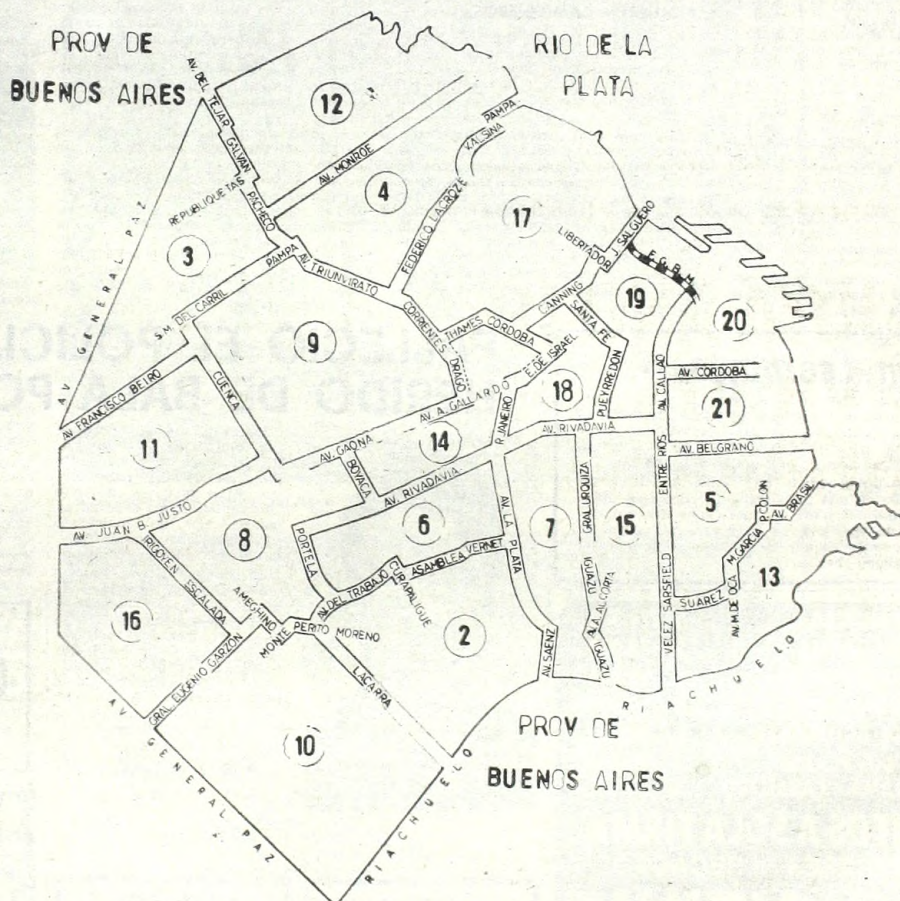 PROV DE
BUENOS AIRES
RIO DE LA
PLATA
AV. DEL TEJAR
GALVAN
REPUBLIQUETAS
PACHECO
12
AV. MONROE
4
PAMPA
KALSINA
FEDERICO LACROZE
17
LIBERTADOR
J. SALGUERO
F.G.B.M.
AV GENERAL PAZ
3
PAMPA
AV. TRIUNVIRATO
S.M. DEL CARRIL
9
CORRIENTES
THAMES
CORDOBA
CANNING
SANTA FE
19
20
DRAGO
E. DE ISRAEL
AV. CORDOBA
AV. FRANCISCO BEIRO
CUENCA
AV. A. GALLARDO
18
PUEYRREDON
AV. CALLAO
21
11
AV. GAONA
14
R. JANEIRO
AV. RIVADAVIA
AV. BELGRANO
BOYACA
AV. RIVADAVIA
ENTRE RIOS
AV. JUAN B. JUSTO
8
6
AV. LA PLATA
7
GRAL URQUIZA
15
5
P. COLON
AV. BRASIL
IRIGOYEN
ESCALADA
PORTELA
AV. DEL TRABAJO
CURAPALIGUE
ASAMBLEA
VERNET
M. GARCIA
13
16
AMEGHINO
MONTE
PERITO MORENO
2
IGUAZU
A. ALCORTA
IGUAZU
VELEZ SARSFIELD
SUAREZ
AV. M. DE OCA
GRAL. EUGENIO GARZON
LACARRA
AV. SAENZ
RIACHUELO
10
PROV DE
BUENOS AIRES
AV GENERAL PAZ
RIACHUELO